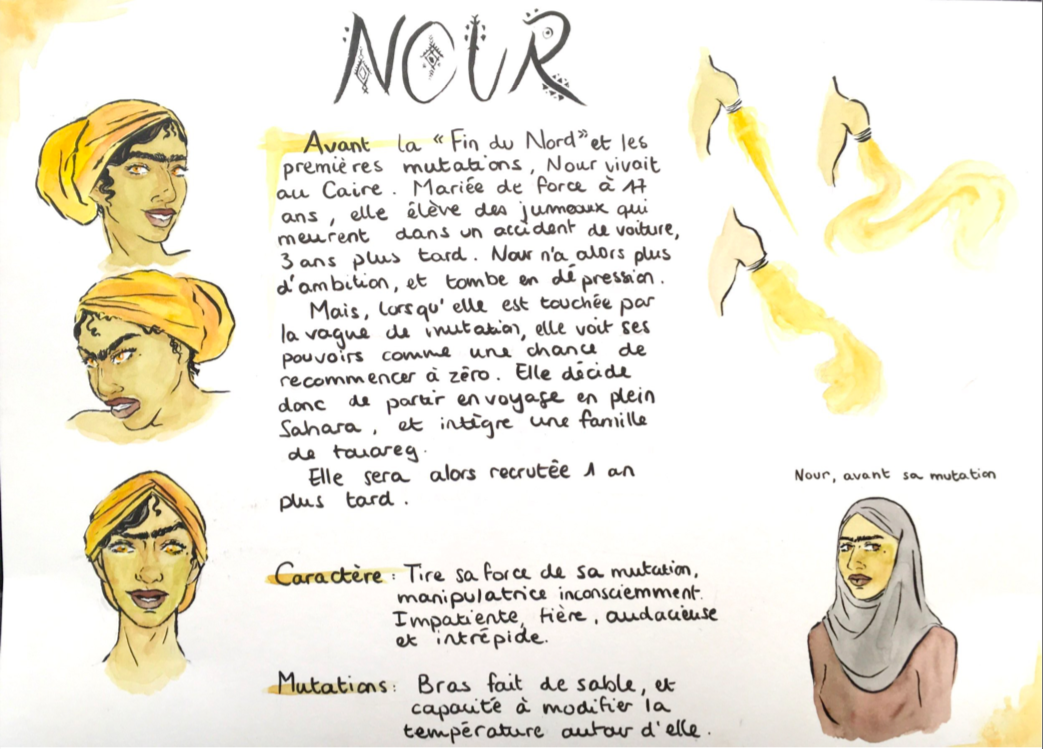 NOUR
Avant la "Fin du Nord" et les
premières mutations, Nour vivait
au Caire. Mariée de force à 17
ans, elle élève des jumeaux qui
meurent dans un accident de voiture,
3 ans plus tard. Nour n'a alors plus
d'ambition, et tombe en dépression.
Mais, lorsqu'elle est touchée par
la vague de mutation, elle voit ses
pouvoirs comme une chance de
recommencer à zéro. Elle décide
donc de partir en voyage en plein
Sahara, et intègre une famille
de touareg.
Elle sera alors recrutée 1 an
plus tard.
Nour, avant sa mutation
Caractère : Tire sa force de sa mutation,
manipulatrice inconsciemment.
Impatiente, fière, audacieuse
et intrépide.
Mutations : Bras fait de sable, et
capacité à modifier la
température autour d'elle.